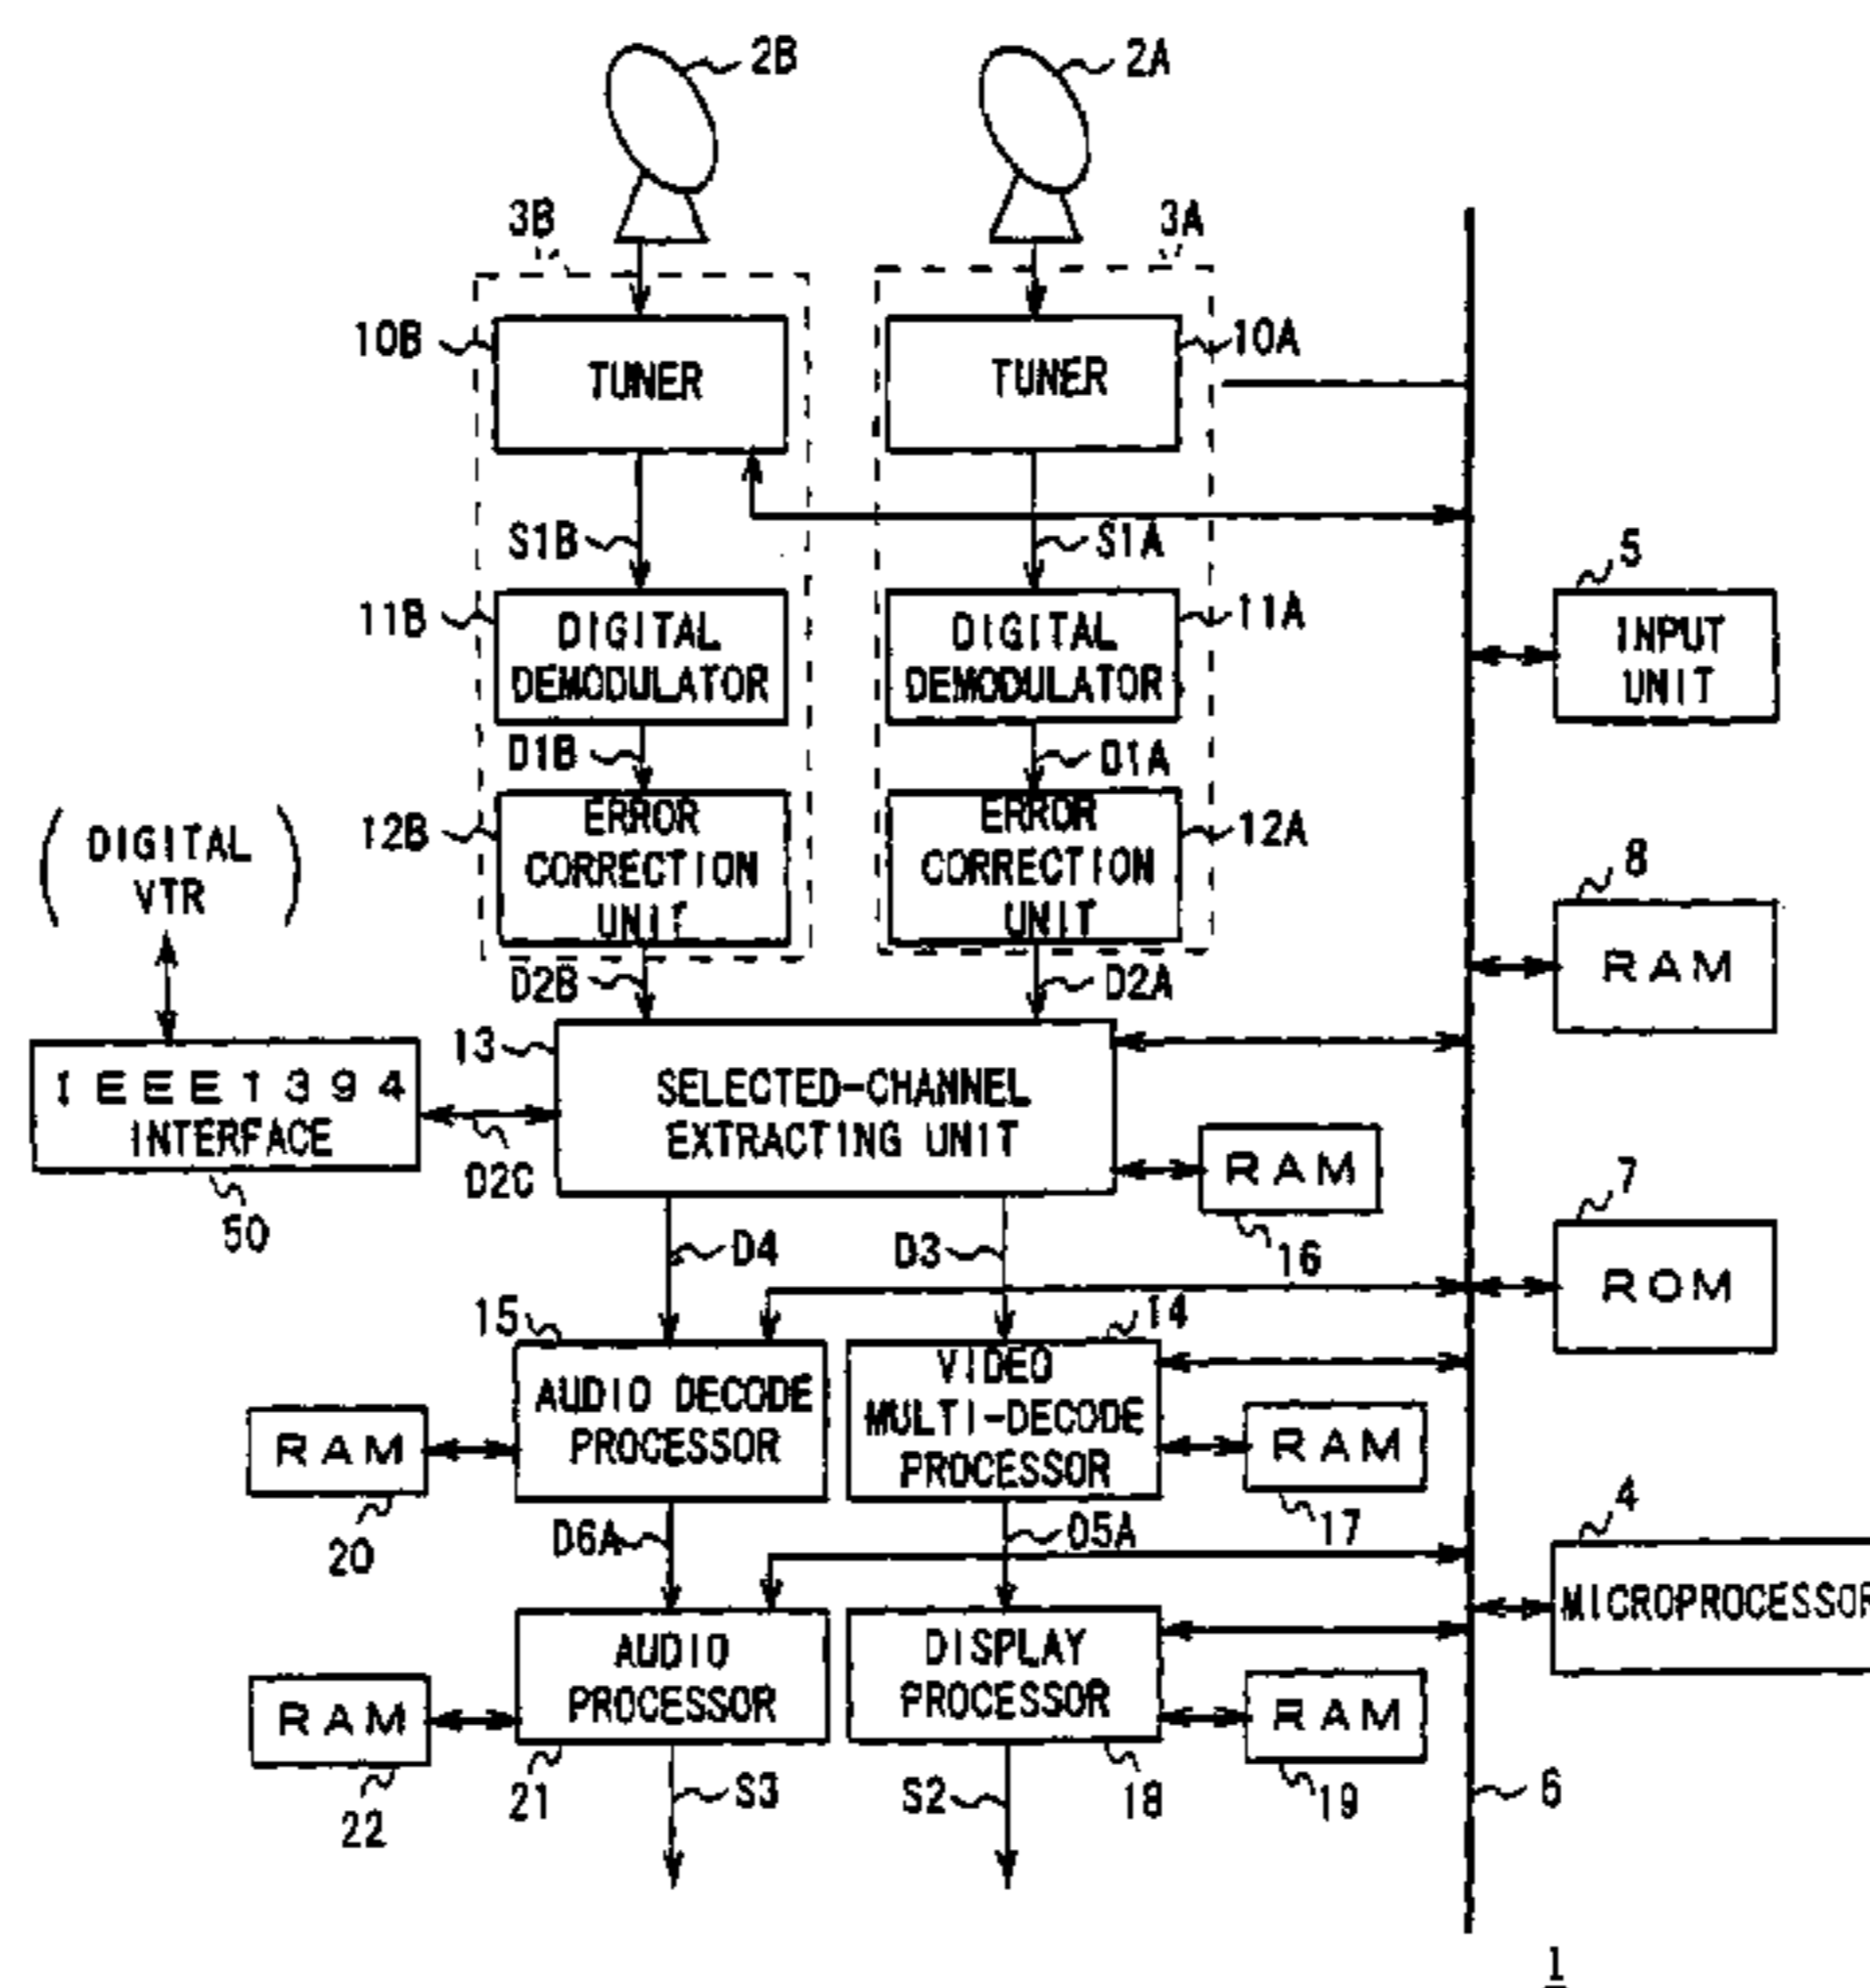 2B
2A
3B
3A
10B
TUNER
TUNER
10A
S1B
S1A
5
11B
DIGITAL
DEMODULATOR
DIGITAL
DEMODULATOR
11A
INPUT
UNIT
D1B
D1A
(DIGITAL
VTR)
12B
ERROR
CORRECTION
UNIT
ERROR
CORRECTION
UNIT
12A
8
RAM
D2B
D2A
13
IEEE1394
INTERFACE
SELECTED-CHANNEL
EXTRACTING UNIT
D2C
50
RAM
16
7
ROM
D4
D3
15
14
AUDIO DECODE
PROCESSOR
VIDEO
MULTI-DECODE
PROCESSOR
RAM
20
RAM
17
4
D6A
D5A
MICROPROCESSOR
AUDIO
PROCESSOR
DISPLAY
PROCESSOR
RAM
22
RAM
19
21
S3
S2
18
6
1